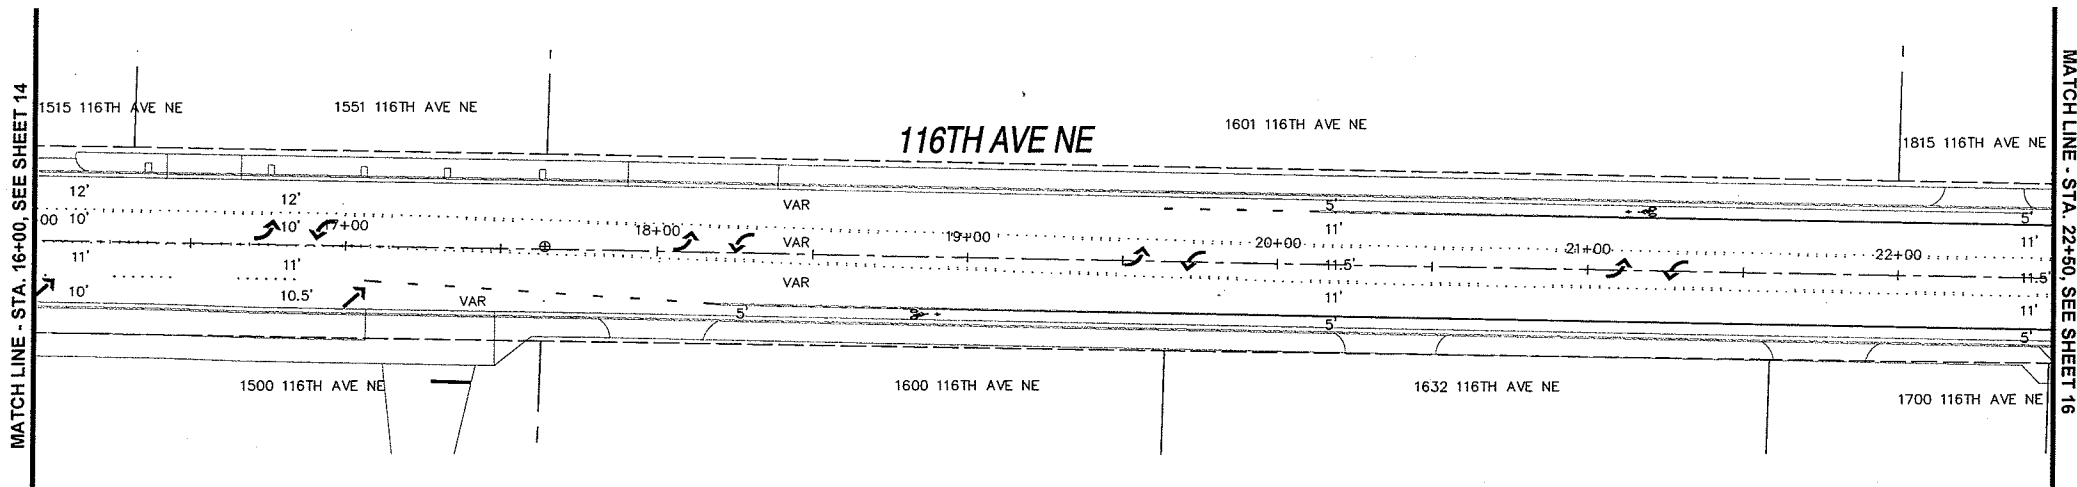 MATCH LINE - STA. 16+00, SEE SHEET 14
1515 116TH AVE NE
1551 116TH AVE NE
116TH AVE NE
1601 116TH AVE NE
1815 116TH AVE NE
12'
12'
VAR
5'
5'
00
10'
10'
17+00
18+00
VAR
19+00
11'
20+00
21+00
11'
22+00
11'
11'
VAR
11.5'
11.5'
10'
10.5'
VAR
5'
11'
11'
5'
5'
1500 116TH AVE NE
1600 116TH AVE NE
1632 116TH AVE NE
1700 116TH AVE NE
MATCH LINE - STA. 22+50, SEE SHEET 16